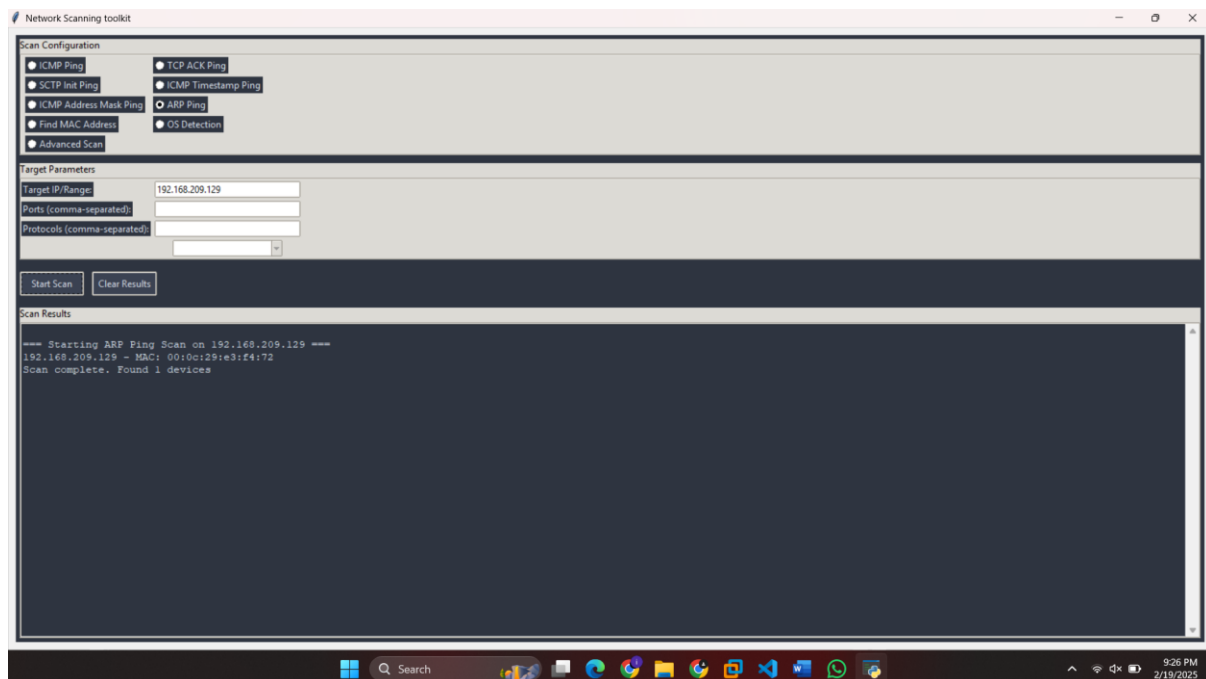 Network Scanning toolkit
Scan Configuration
ICMP Ping TCP ACK Ping
SCTP Init Ping ICMP Timestamp Ping
ICMP Address Mask Ping ARP Ping
Find MAC Address OS Detection
Advanced Scan
Target Parameters
Target IP/Range: 192.168.209.129
Ports (comma-separated):
Protocols (comma-separated):
Start Scan Clear Results
Scan Results
=== Starting ARP Ping Scan on 192.168.209.129 ===
192.168.209.129 - MAC: 00:0c:29:e3:f4:72
Scan complete. Found 1 devices
Search
9:26 PM
2/19/2025